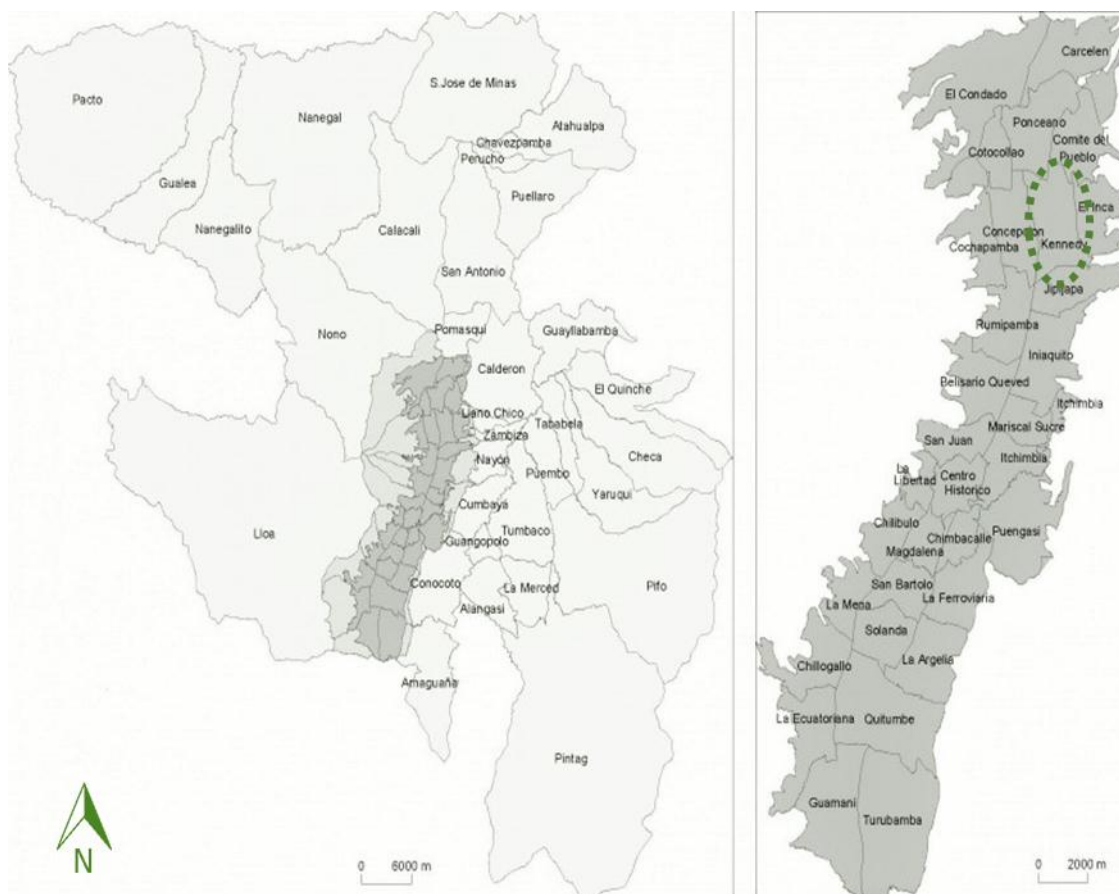 Pacto
Nanegal
S.Jose de Minas
Atahualpa
Chavezpamba
Perucho
Gualea
Puellaro
Nanegalito
Calacali
San Antonio
Nono
Pomasqui
Guayllabamba
Calderon
El Quinche
Llano Chico
Tababela
Zambiza
Checa
Nayón
Puembo
Yaruqui
Cumbaya
Lloa
Tumbaco
Guangopolo
Conocoto
La Merced
Pifo
Alangasi
Amaguaña
Pintag
N
0 6000 m
Carcelen
El Condado
Ponceano
Comite del
Pueblo
Cotocollao
El Inca
Concepcion
Kennedy
Cochapamba
Jipijapa
Rumipamba
Iniaquito
Belisario Queved
Itchimbia
Mariscal Sucre
San Juan
Itchimbia
La
Libertad
Centro
Historico
Chilibulo
Chimbacalle
Puengasi
Magdalena
San Bartolo
La Ferroviaria
La Mena
Solanda
La Argelia
Chillogallo
La Ecuatoriana
Quitumbe
Guamani
Turubamba
0 2000 m